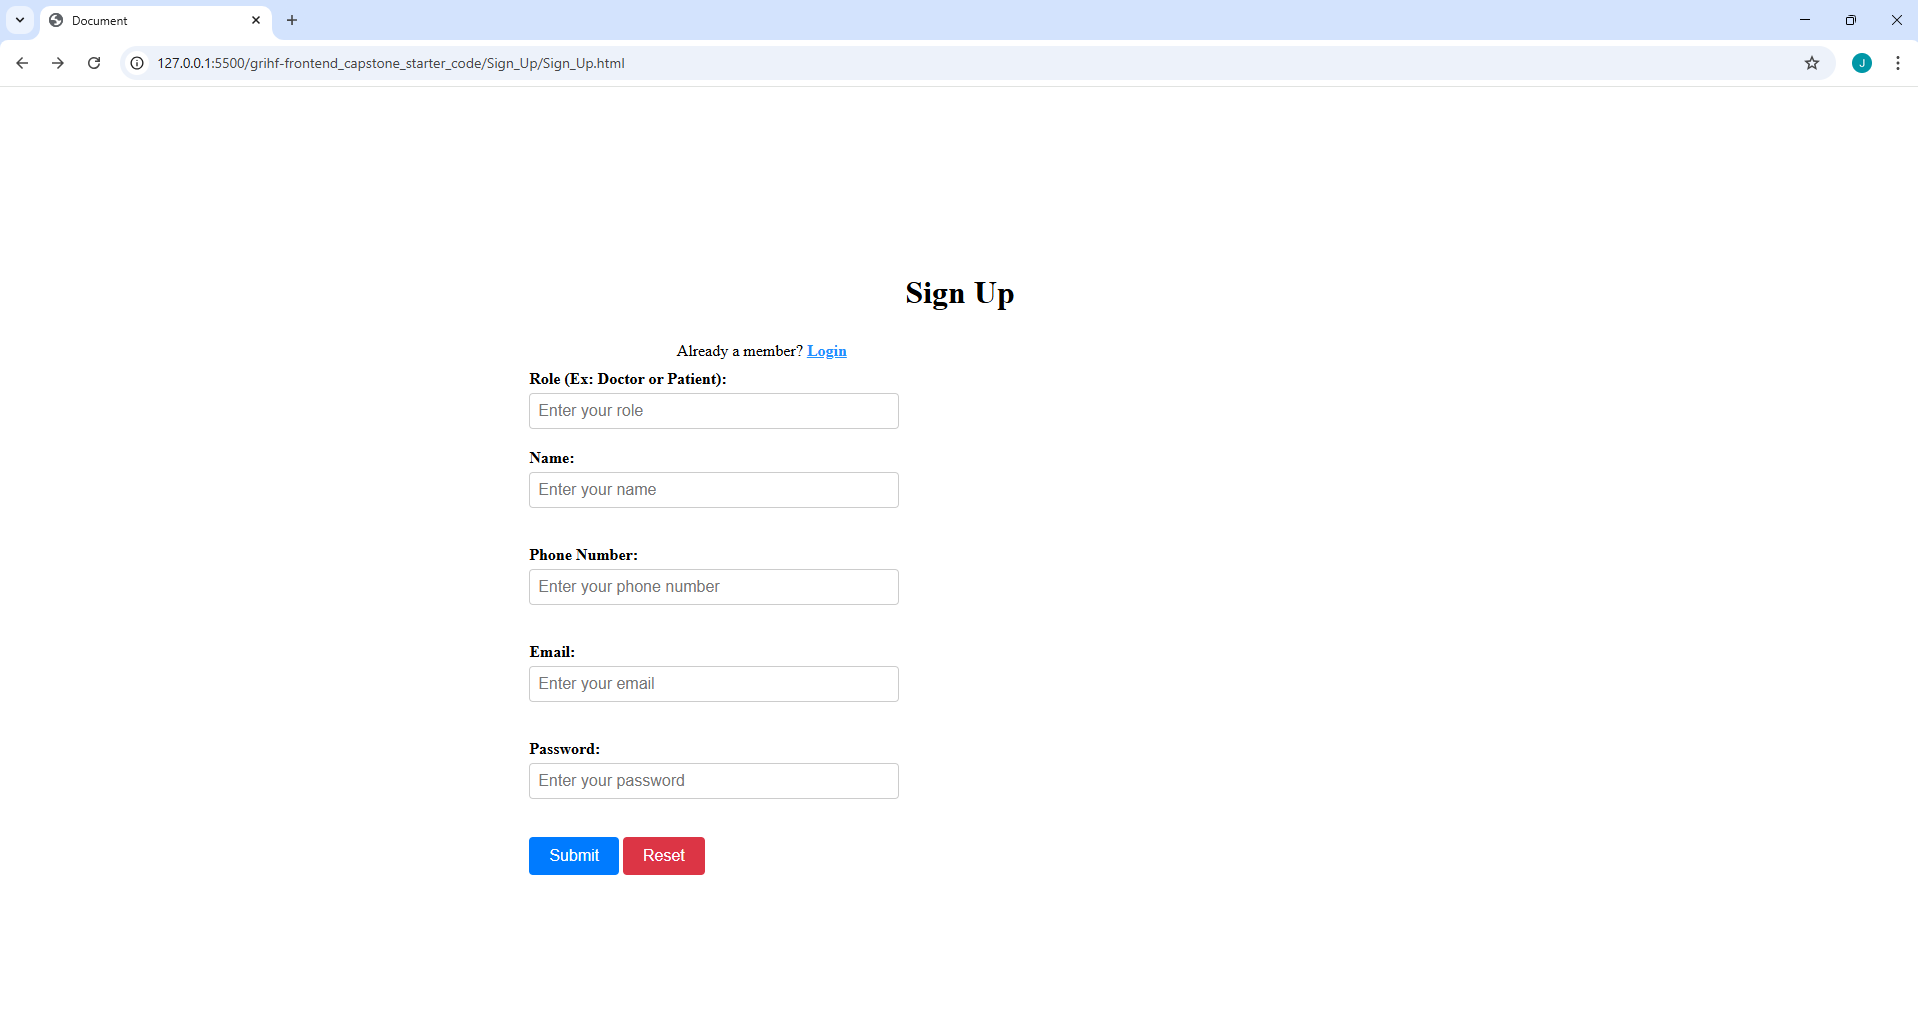 Document
127.0.0.1:5500/grihf-frontend_capstone_starter_code/Sign_Up/Sign_Up.html
J
Sign Up
Already a member? Login
Role (Ex: Doctor or Patient):
Enter your role
Name:
Enter your name
Phone Number:
Enter your phone number
Email:
Enter your email
Password:
Enter your password
Submit Reset